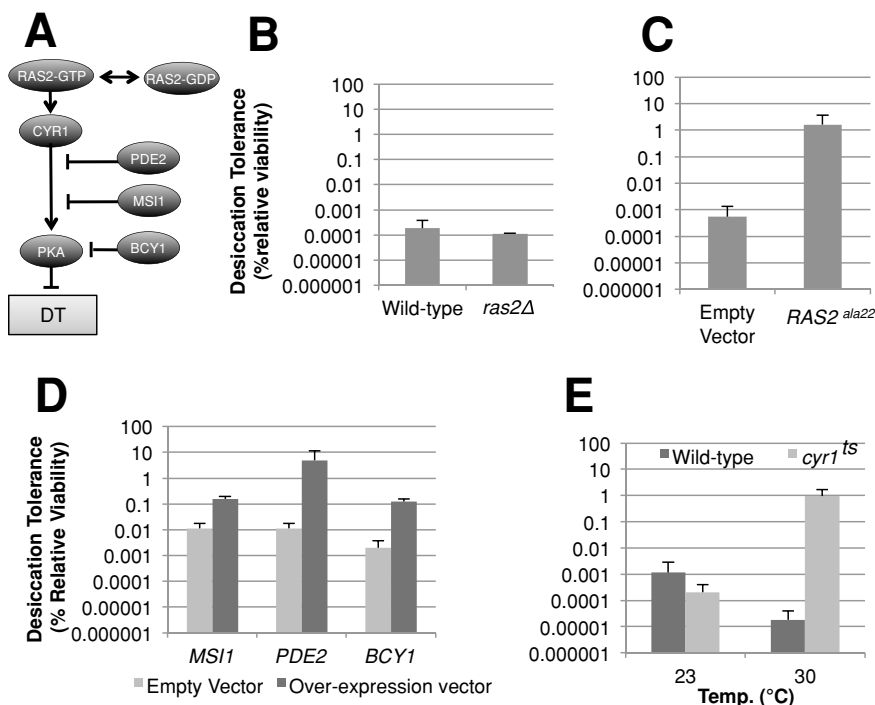 A
RAS2-GTP
RAS2-GDP
CYR1
PDE2
MSI1
PKA
BCY1
DT
B
Desiccation Tolerance
(%relative viability)
100
10
1
0.1
0.01
0.001
0.0001
0.00001
0.000001
Wild-type ras2Δ
C
100
10
1
0.1
0.01
0.001
0.0001
0.00001
0.000001
Empty
Vector
RAS2 ala22
D
Desiccation Tolerance
(% Relative Viability)
100
10
1
0.1
0.01
0.001
0.0001
0.00001
0.000001
MSI1 PDE2 BCY1
Empty Vector Over-expression vector
E
Wild-type cyr1 ts
100
10
1
0.1
0.01
0.001
0.0001
0.00001
0.000001
23 30
Temp. (°C)